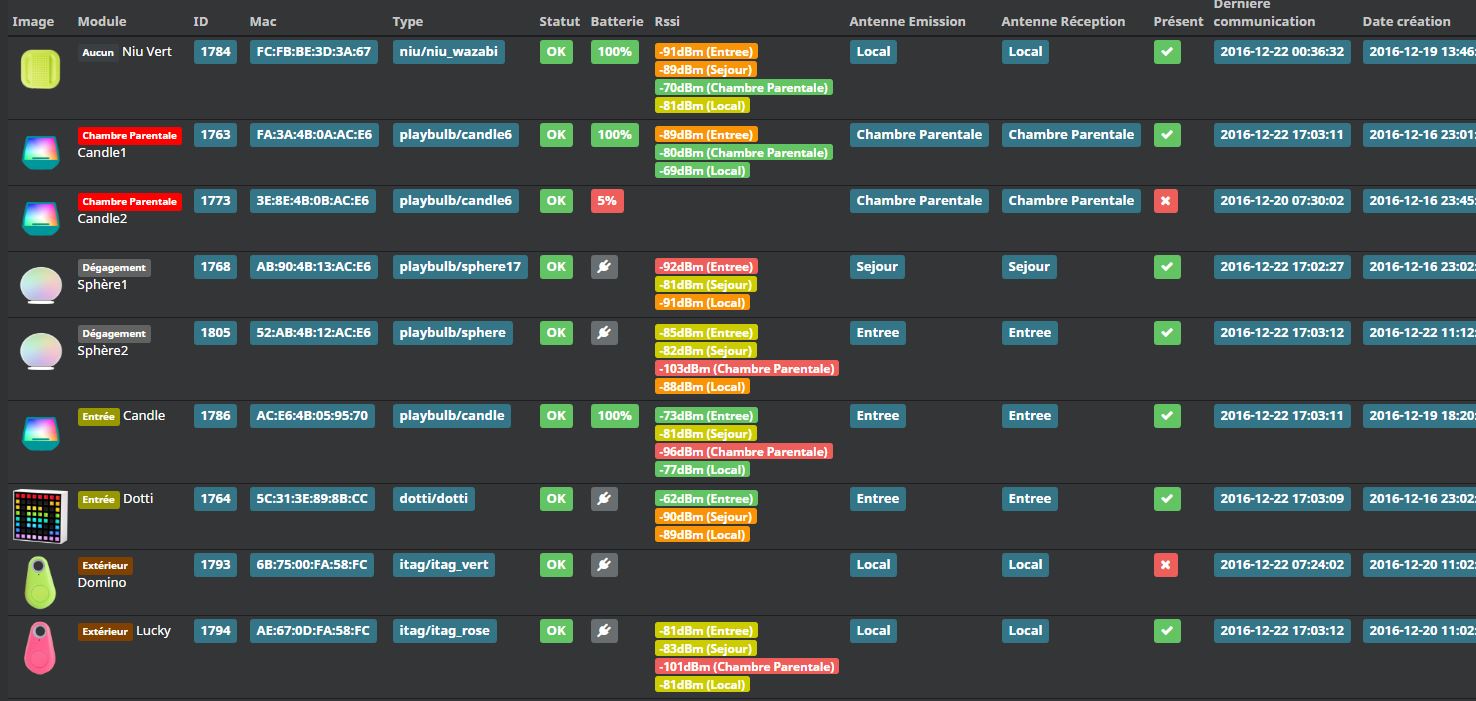 Dernière
Image Module ID Mac Type Statut Batterie Rssi Antenne Emission Antenne Réception Présent communication Date création
Aucun Niu Vert 1784 FC:FB:BE:3D:3A:67 niu/niu_wazabi OK 100% -91dBm (Entree) Local Local 2016-12-22 00:36:32 2016-12-19 13:46:
-89dBm (Sejour)
-70dBm (Chambre Parentale)
-81dBm (Local)
Chambre Parentale 1763 FA:3A:4B:0A:AC:E6 playbulb/candle6 OK 100% -89dBm (Entree) Chambre Parentale Chambre Parentale 2016-12-22 17:03:11 2016-12-16 23:01:
Candle1 -80dBm (Chambre Parentale)
-69dBm (Local)
Chambre Parentale 1773 3E:8E:4B:0B:AC:E6 playbulb/candle6 OK 5% Chambre Parentale Chambre Parentale 2016-12-20 07:30:02 2016-12-16 23:45:
Candle2
Dégagement 1768 AB:90:4B:13:AC:E6 playbulb/sphere17 OK -92dBm (Entree) Sejour Sejour 2016-12-22 17:02:27 2016-12-16 23:02:
Sphère1 -81dBm (Sejour)
-91dBm (Local)
Dégagement 1805 52:AB:4B:12:AC:E6 playbulb/sphere OK -85dBm (Entree) Entree Entree 2016-12-22 17:03:12 2016-12-22 11:12:
Sphère2 -82dBm (Sejour)
-103dBm (Chambre Parentale)
-88dBm (Local)
Entrée Candle 1786 AC:E6:4B:05:95:70 playbulb/candle OK 100% -73dBm (Entree) Entree Entree 2016-12-22 17:03:11 2016-12-19 18:20:
-81dBm (Sejour)
-96dBm (Chambre Parentale)
-77dBm (Local)
Entrée Dotti 1764 5C:31:3E:89:8B:CC dotti/dotti OK -62dBm (Entree) Entree Entree 2016-12-22 17:03:09 2016-12-16 23:02:
-90dBm (Sejour)
-89dBm (Local)
Extérieur 1793 6B:75:00:FA:58:FC itag/itag_vert OK Local Local 2016-12-22 07:24:02 2016-12-20 11:02:
Domino
Extérieur Lucky 1794 AE:67:0D:FA:58:FC itag/itag_rose OK -81dBm (Entree) Local Local 2016-12-22 17:03:12 2016-12-20 11:02:
-83dBm (Sejour)
-101dBm (Chambre Parentale)
-81dBm (Local)